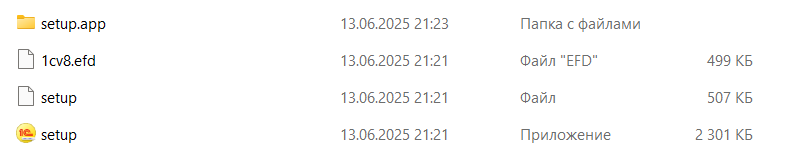 setup.app 13.06.2025 21:23 Папка с файлами
1cv8.efd 13.06.2025 21:21 Файл "EFD" 499 КБ
setup 13.06.2025 21:21 Файл 507 КБ
1С setup 13.06.2025 21:21 Приложение 2 301 КБ